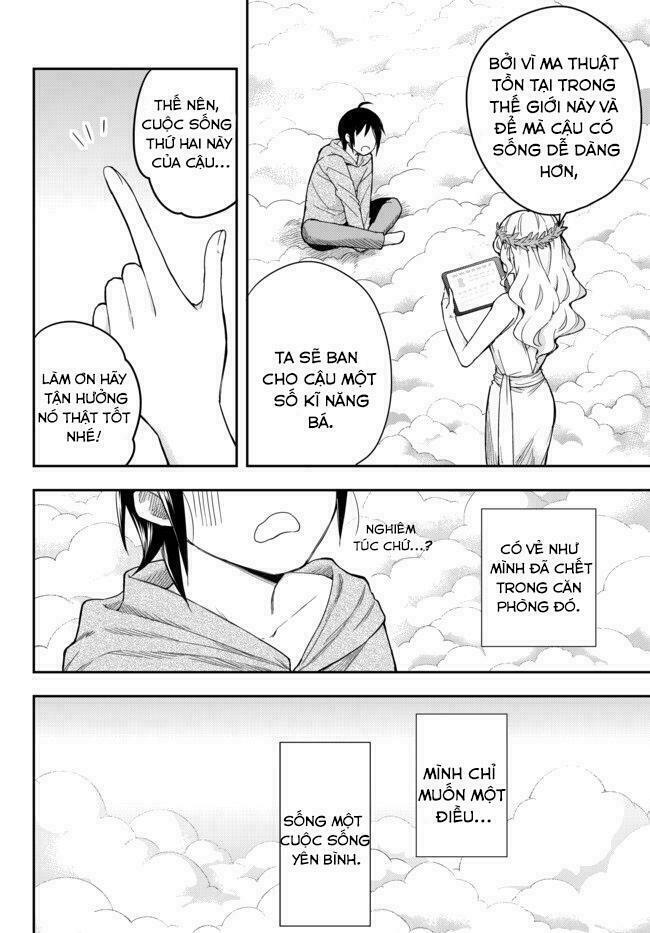 BỞI VÌ MA THUẬT
TỒN TẠI TRONG
THẾ GIỚI NÀY VÀ
ĐỂ MÀ CẬU CÓ
SỐNG DỄ DÀNG
HƠN,
TA SẼ BAN
CHO CẬU MỘT
SỐ KĨ NĂNG
BÁ.
THẾ NÊN,
CUỘC SỐNG
THỨ HAI NÀY
CỦA CẬU...
LÀM ƠN HÃY
TẬN HƯỞNG
NÓ THẬT TỐT
NHÉ!
CÓ VẺ NHƯ
MÌNH ĐÃ CHẾT
TRONG CĂN
PHÒNG ĐÓ.
NGHIÊM
TÚC CHỨ...?
MÌNH CHỈ
MUỐN MỘT
ĐIỀU...
SỐNG MỘT
CUỘC SỐNG
YÊN BÌNH.